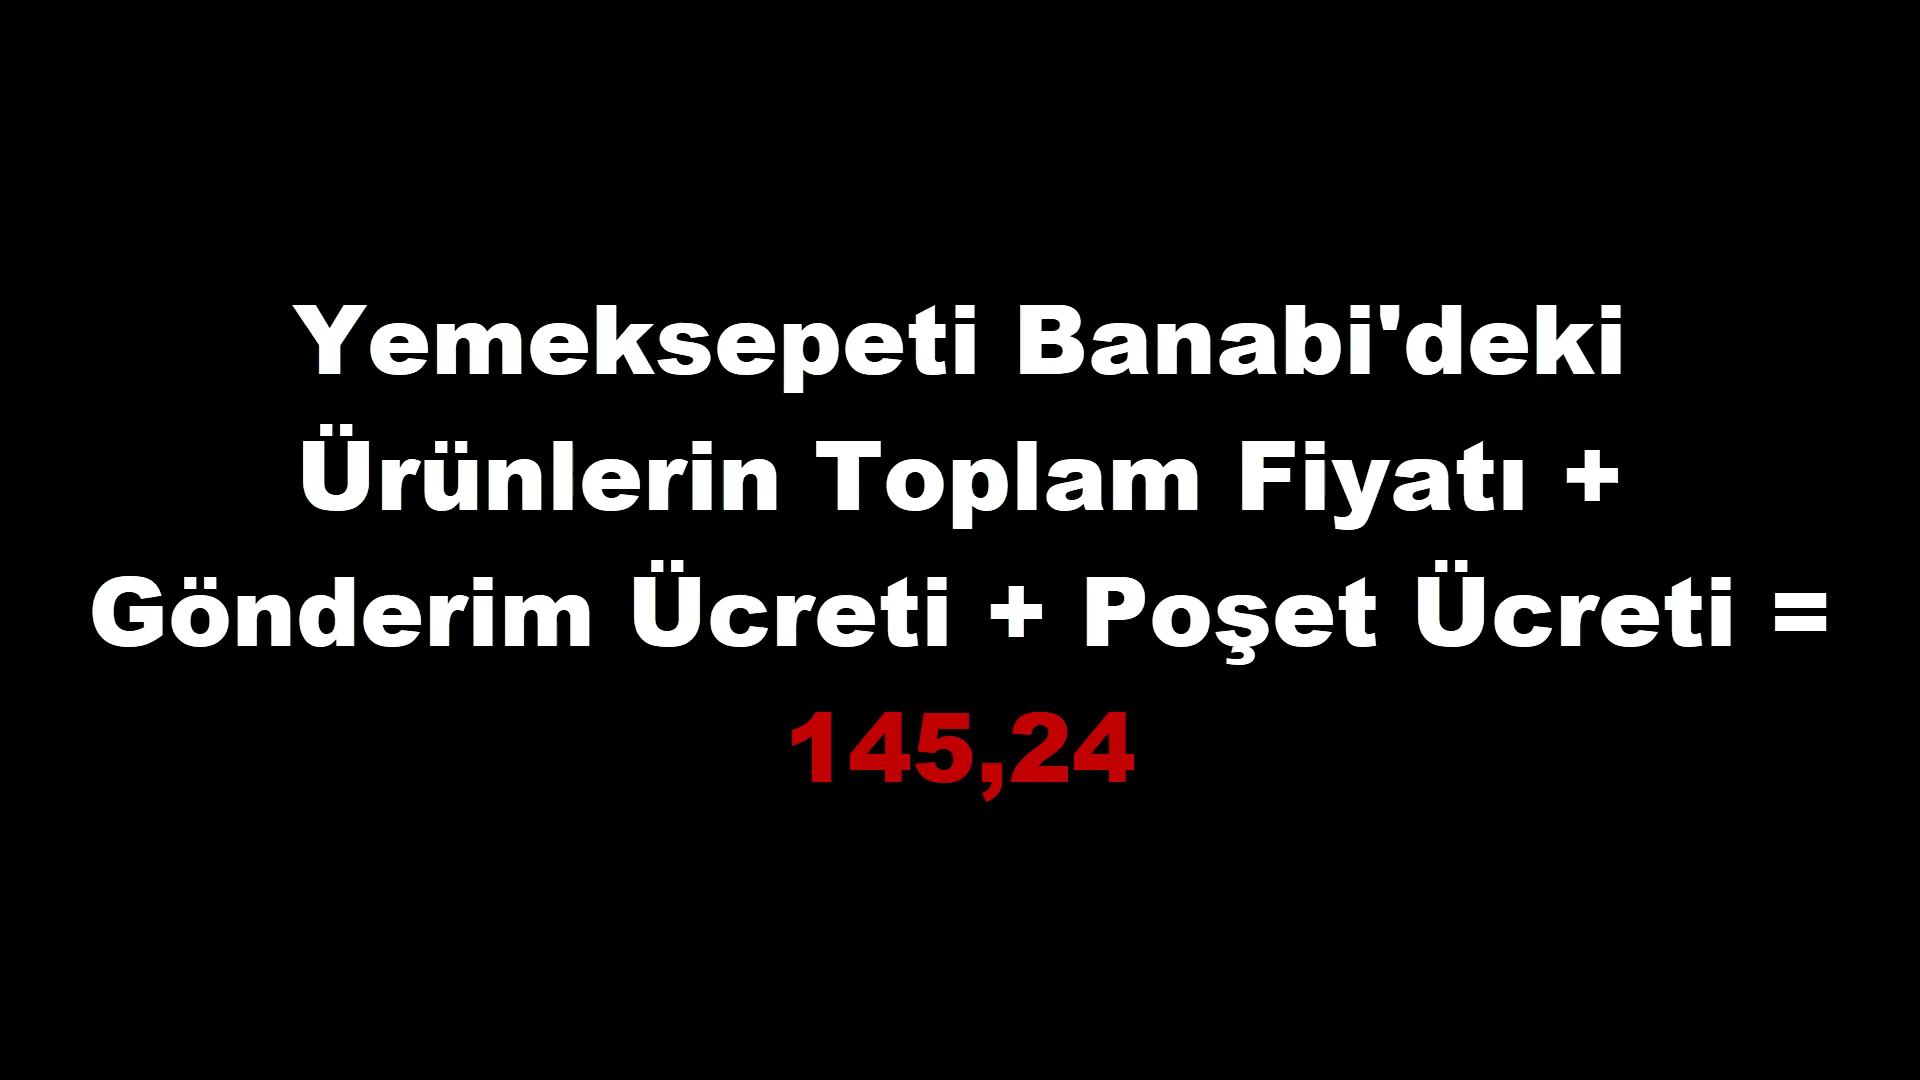 Yemeksepeti Banabi'deki
Ürünlerin Toplam Fiyatı +
Gönderim Ücreti + Poşet Ücreti =
145,24